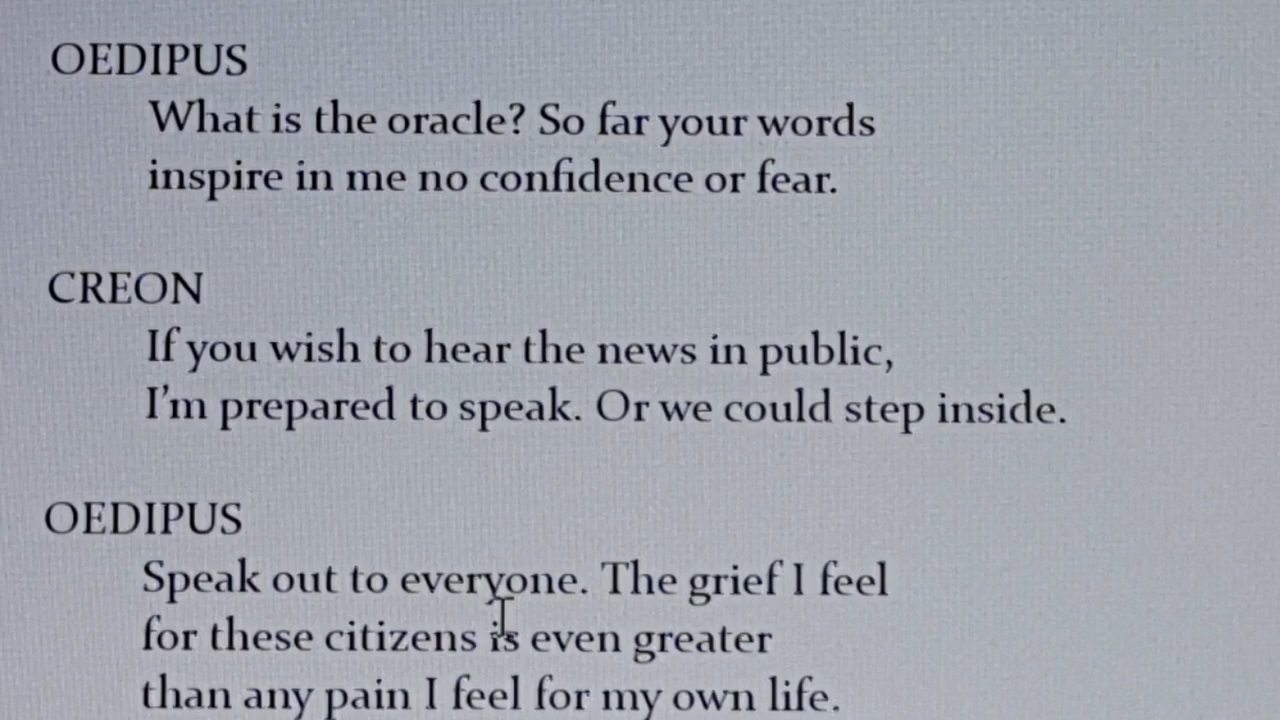 OEDIPUS
What is the oracle? So far your words
inspire in me no confidence or fear.
CREON
If you wish to hear the news in public,
I'm prepared to speak. Or we could step inside.
OEDIPUS
Speak out to everyone. The grief I feel
for these citizens is even greater
than any pain I feel for my own life.